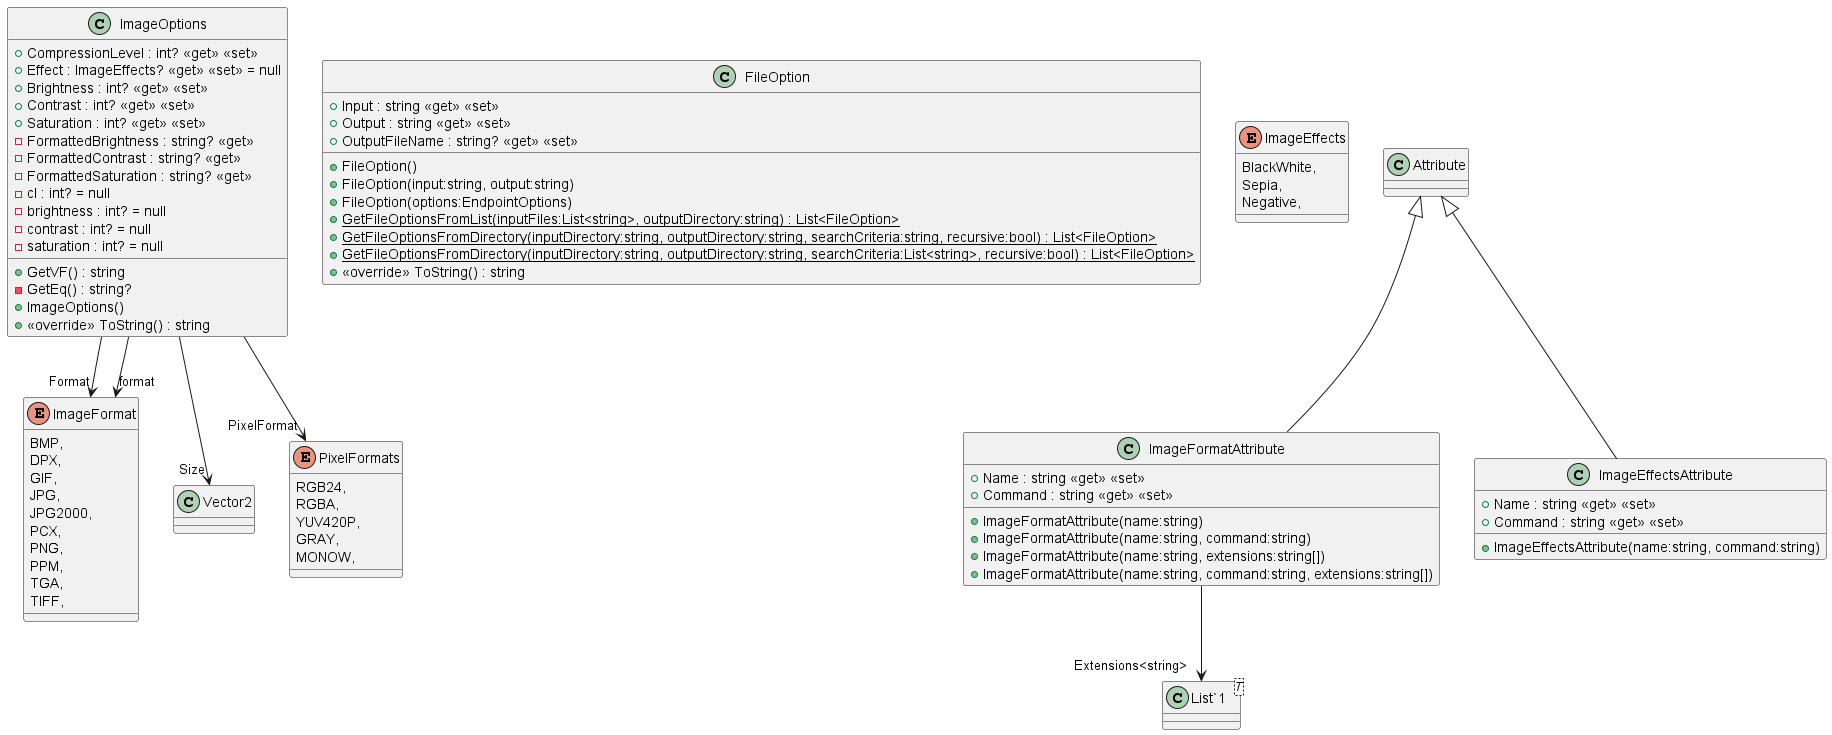 C ImageOptions
CompressionLevel : int? «get» «set»
Effect : ImageEffects? «get» «set» = null
Brightness : int? «get» «set»
Contrast : int? «get» «set»
Saturation : int? «get» «set»
FormattedBrightness : string? «get»
FormattedContrast : string? «get»
FormattedSaturation : string? «get»
cl : int? = null
brightness : int? = null
contrast : int? = null
saturation : int? = null
GetVF() : string
GetEq() : string?
ImageOptions()
«override» ToString() : string
C FileOption
Input : string «get» «set»
Output : string «get» «set»
OutputFileName : string? «get» «set»
FileOption()
FileOption(input:string, output:string)
FileOption(options:EndpointOptions)
GetFileOptionsFromList(inputFiles:List<string>, outputDirectory:string) : List<FileOption>
GetFileOptionsFromDirectory(inputDirectory:string, outputDirectory:string, searchCriteria:string, recursive:bool) : List<FileOption>
GetFileOptionsFromDirectory(inputDirectory:string, outputDirectory:string, searchCriteria:List<string>, recursive:bool) : List<FileOption>
«override» ToString() : string
E ImageEffects
BlackWhite,
Sepia,
Negative,
C Attribute
Format
format
Size
PixelFormat
E ImageFormat
BMP,
DPX,
GIF,
JPG,
JPG2000,
PCX,
PNG,
PPM,
TGA,
TIFF,
C Vector2
E PixelFormats
RGB24,
RGBA,
YUV420P,
GRAY,
MONOW,
C ImageFormatAttribute
Name : string «get» «set»
Command : string «get» «set»
ImageFormatAttribute(name:string)
ImageFormatAttribute(name:string, command:string)
ImageFormatAttribute(name:string, extensions:string[])
ImageFormatAttribute(name:string, command:string, extensions:string[])
C ImageEffectsAttribute
Name : string «get» «set»
Command : string «get» «set»
ImageEffectsAttribute(name:string, command:string)
Extensions<string>
C List`1
T